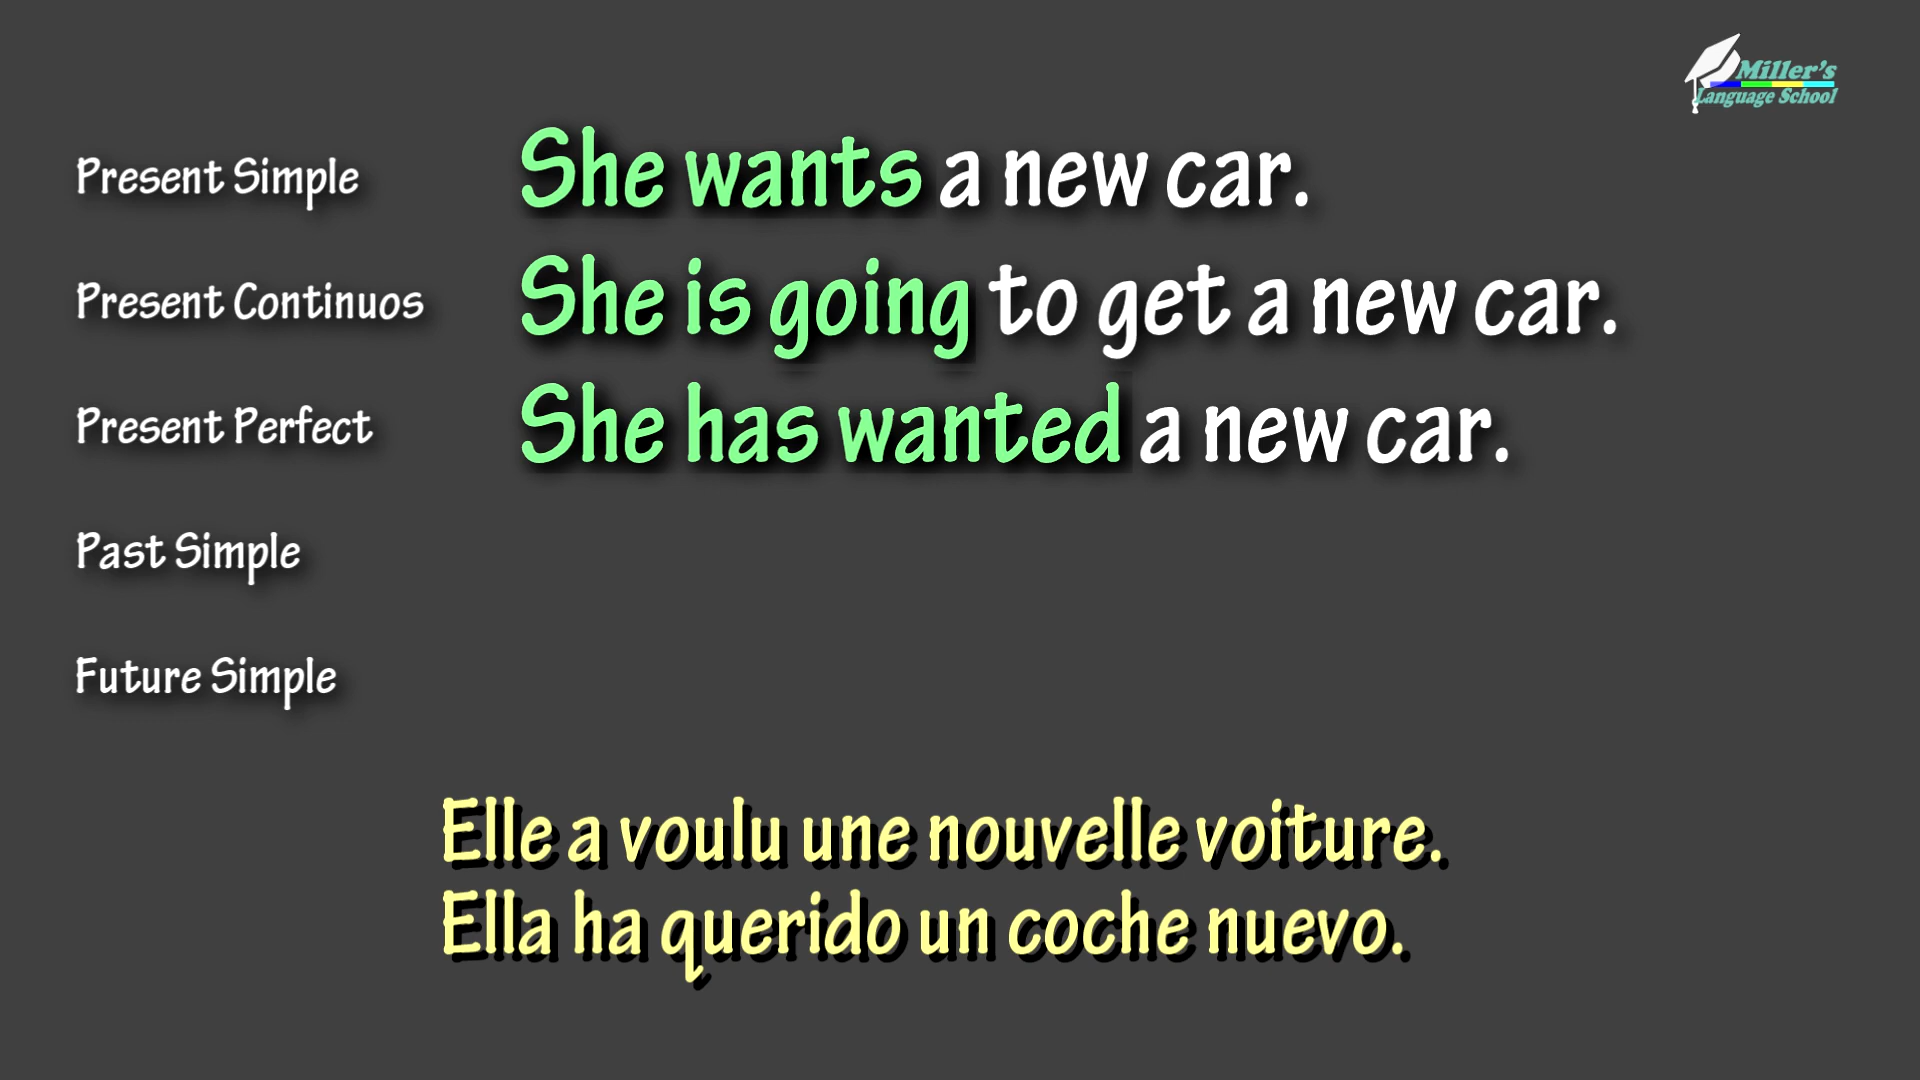 Miller's
Language School
Present Simple She wants a new car.
Present Continuos She is going to get a new car.
Present Perfect She has wanted a new car.
Past Simple
Future Simple
Elle a voulu une nouvelle voiture.
Ella ha querido un coche nuevo.